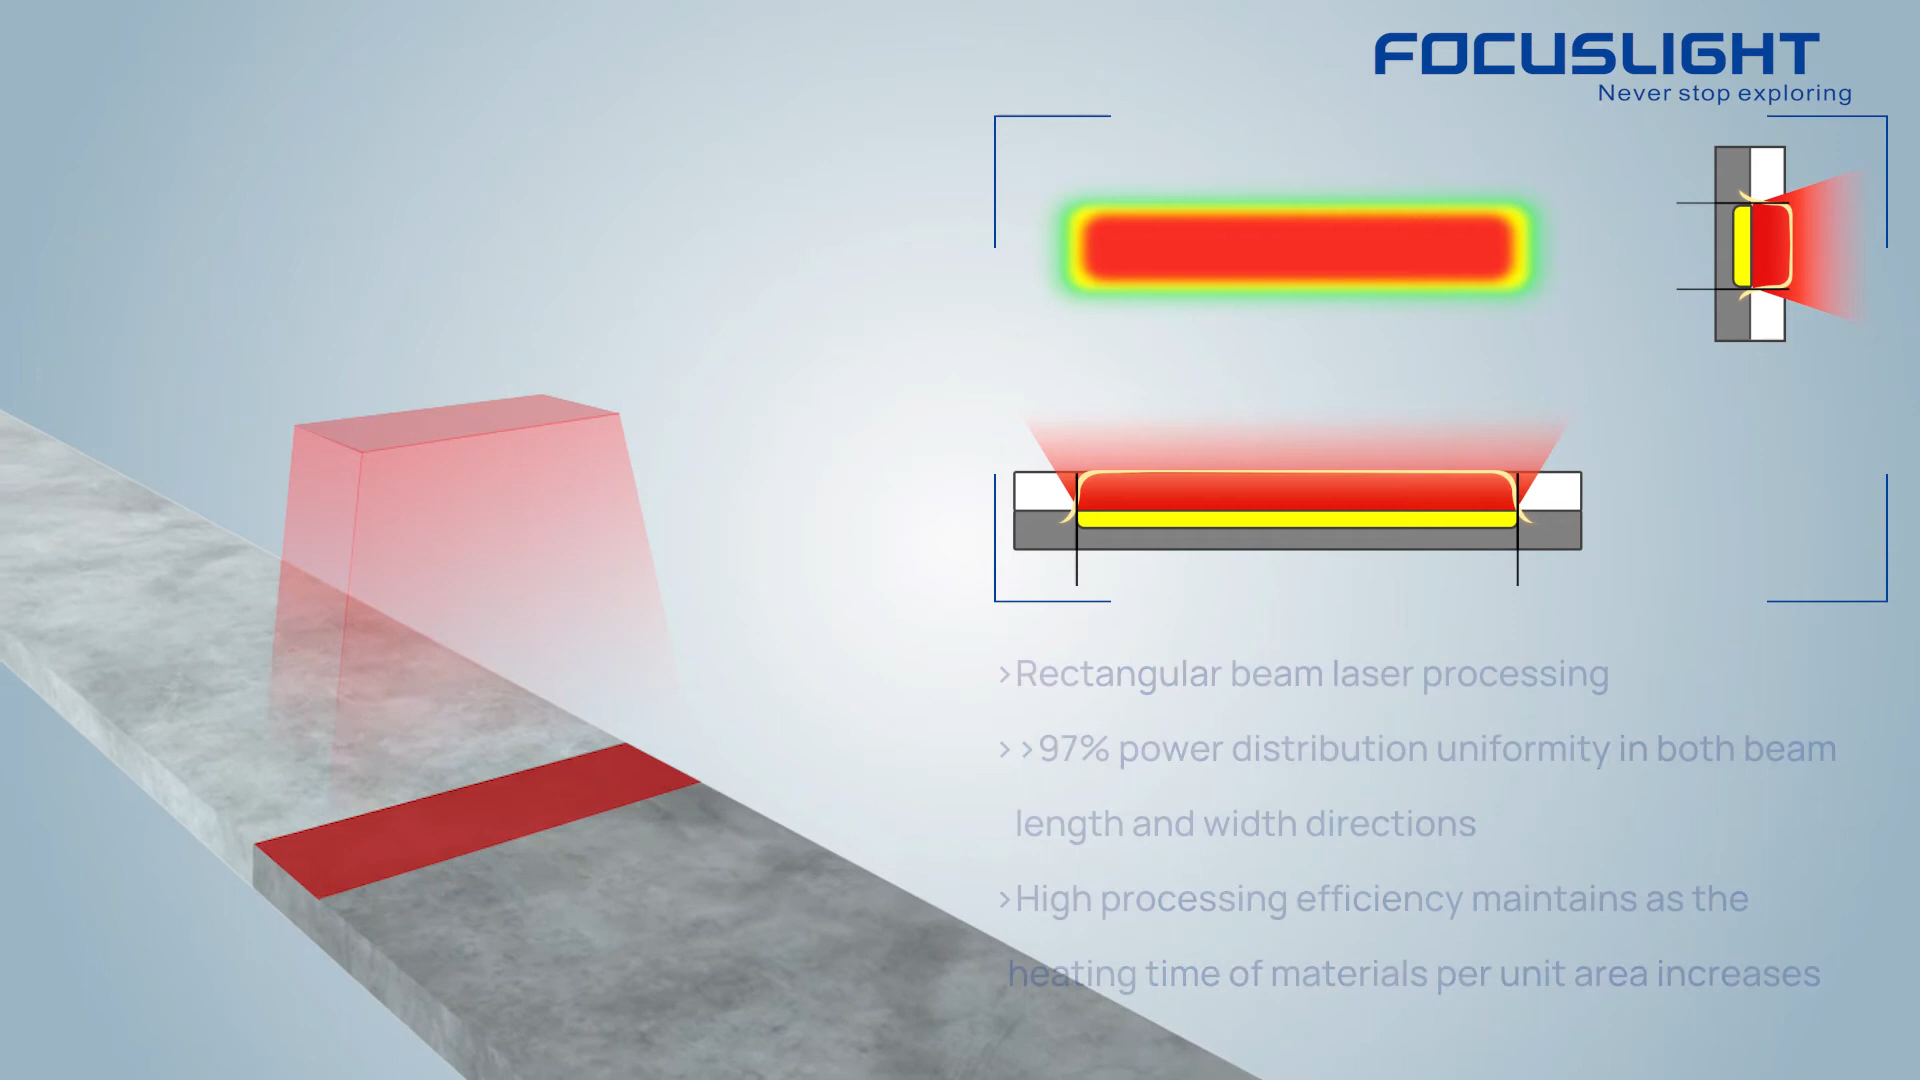 FOCUSLIGHT
Never stop exploring
>Rectangular beam laser processing
> >97% power distribution uniformity in both beam
length and width directions
>High processing efficiency maintains as the
heating time of materials per unit area increases